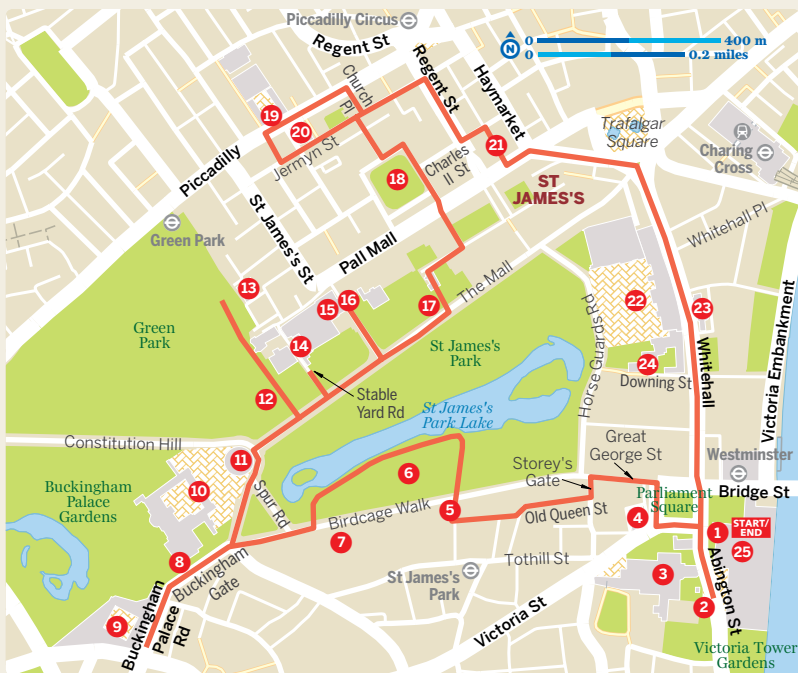 Piccadilly Circus
Regent St
0
400 m
N
0
0.2 miles
Regent St
Haymarket
Church
Pl
19
20
Jermyn St
Piccadilly
18
Charles
II St
21
Trafalgar
Square
Charing
Cross
ST
JAMES'S
St James's St
Green Park
Pall Mall
Whitehall Pl
The Mall
13
16
15
17
22
23
Horse Guards Rd
Victoria Embankment
Green
Park
14
St James's
Park
24
Downing St
Whitehall
12
Stable
Yard Rd
St James's
Park Lake
Constitution Hill
11
Great
George St
Storey's
Gate
Westminster
6
Buckingham
Palace
Gardens
10
Spur Rd
Birdcage Walk
5
Old Queen St
Parliament
Square
Bridge St
4
1
START/
END
25
7
8
Buckingham
Gate
Tothill St
St James's
Park
3
Abington St
2
9
Buckingham
Palace
Rd
Victoria St
Victoria Tower
Gardens